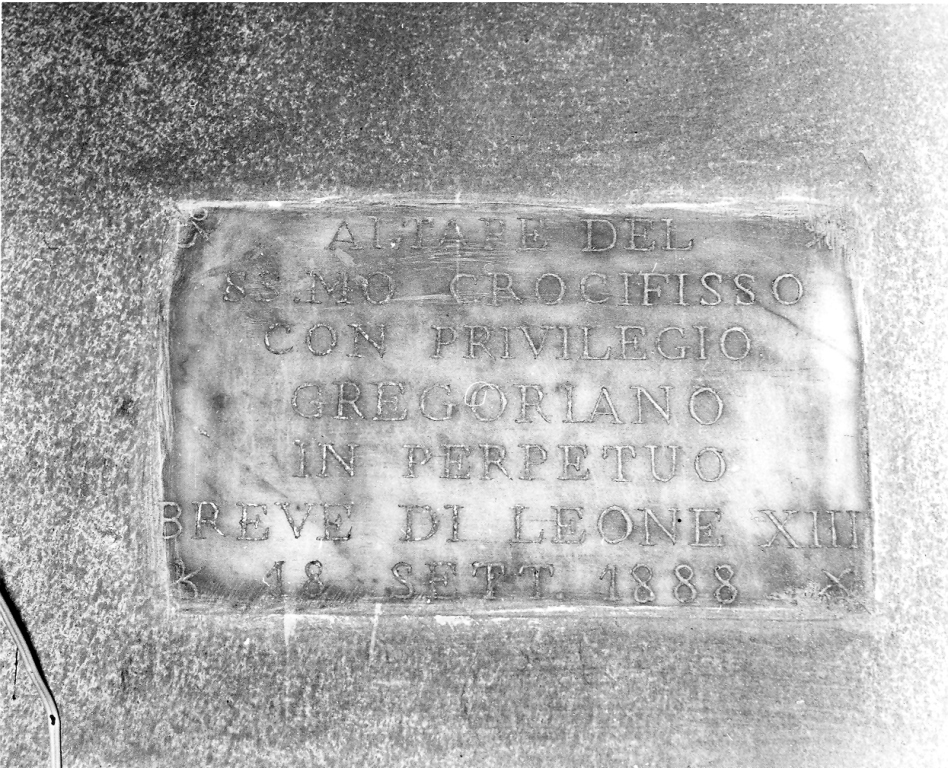 ALTARE DEL
SS.MO CROCIFISSO
CON PRIVILEGIO
GREGORIANO
IN PERPETUO
BREVE DI LEONE XIII
18 SETT. 1888